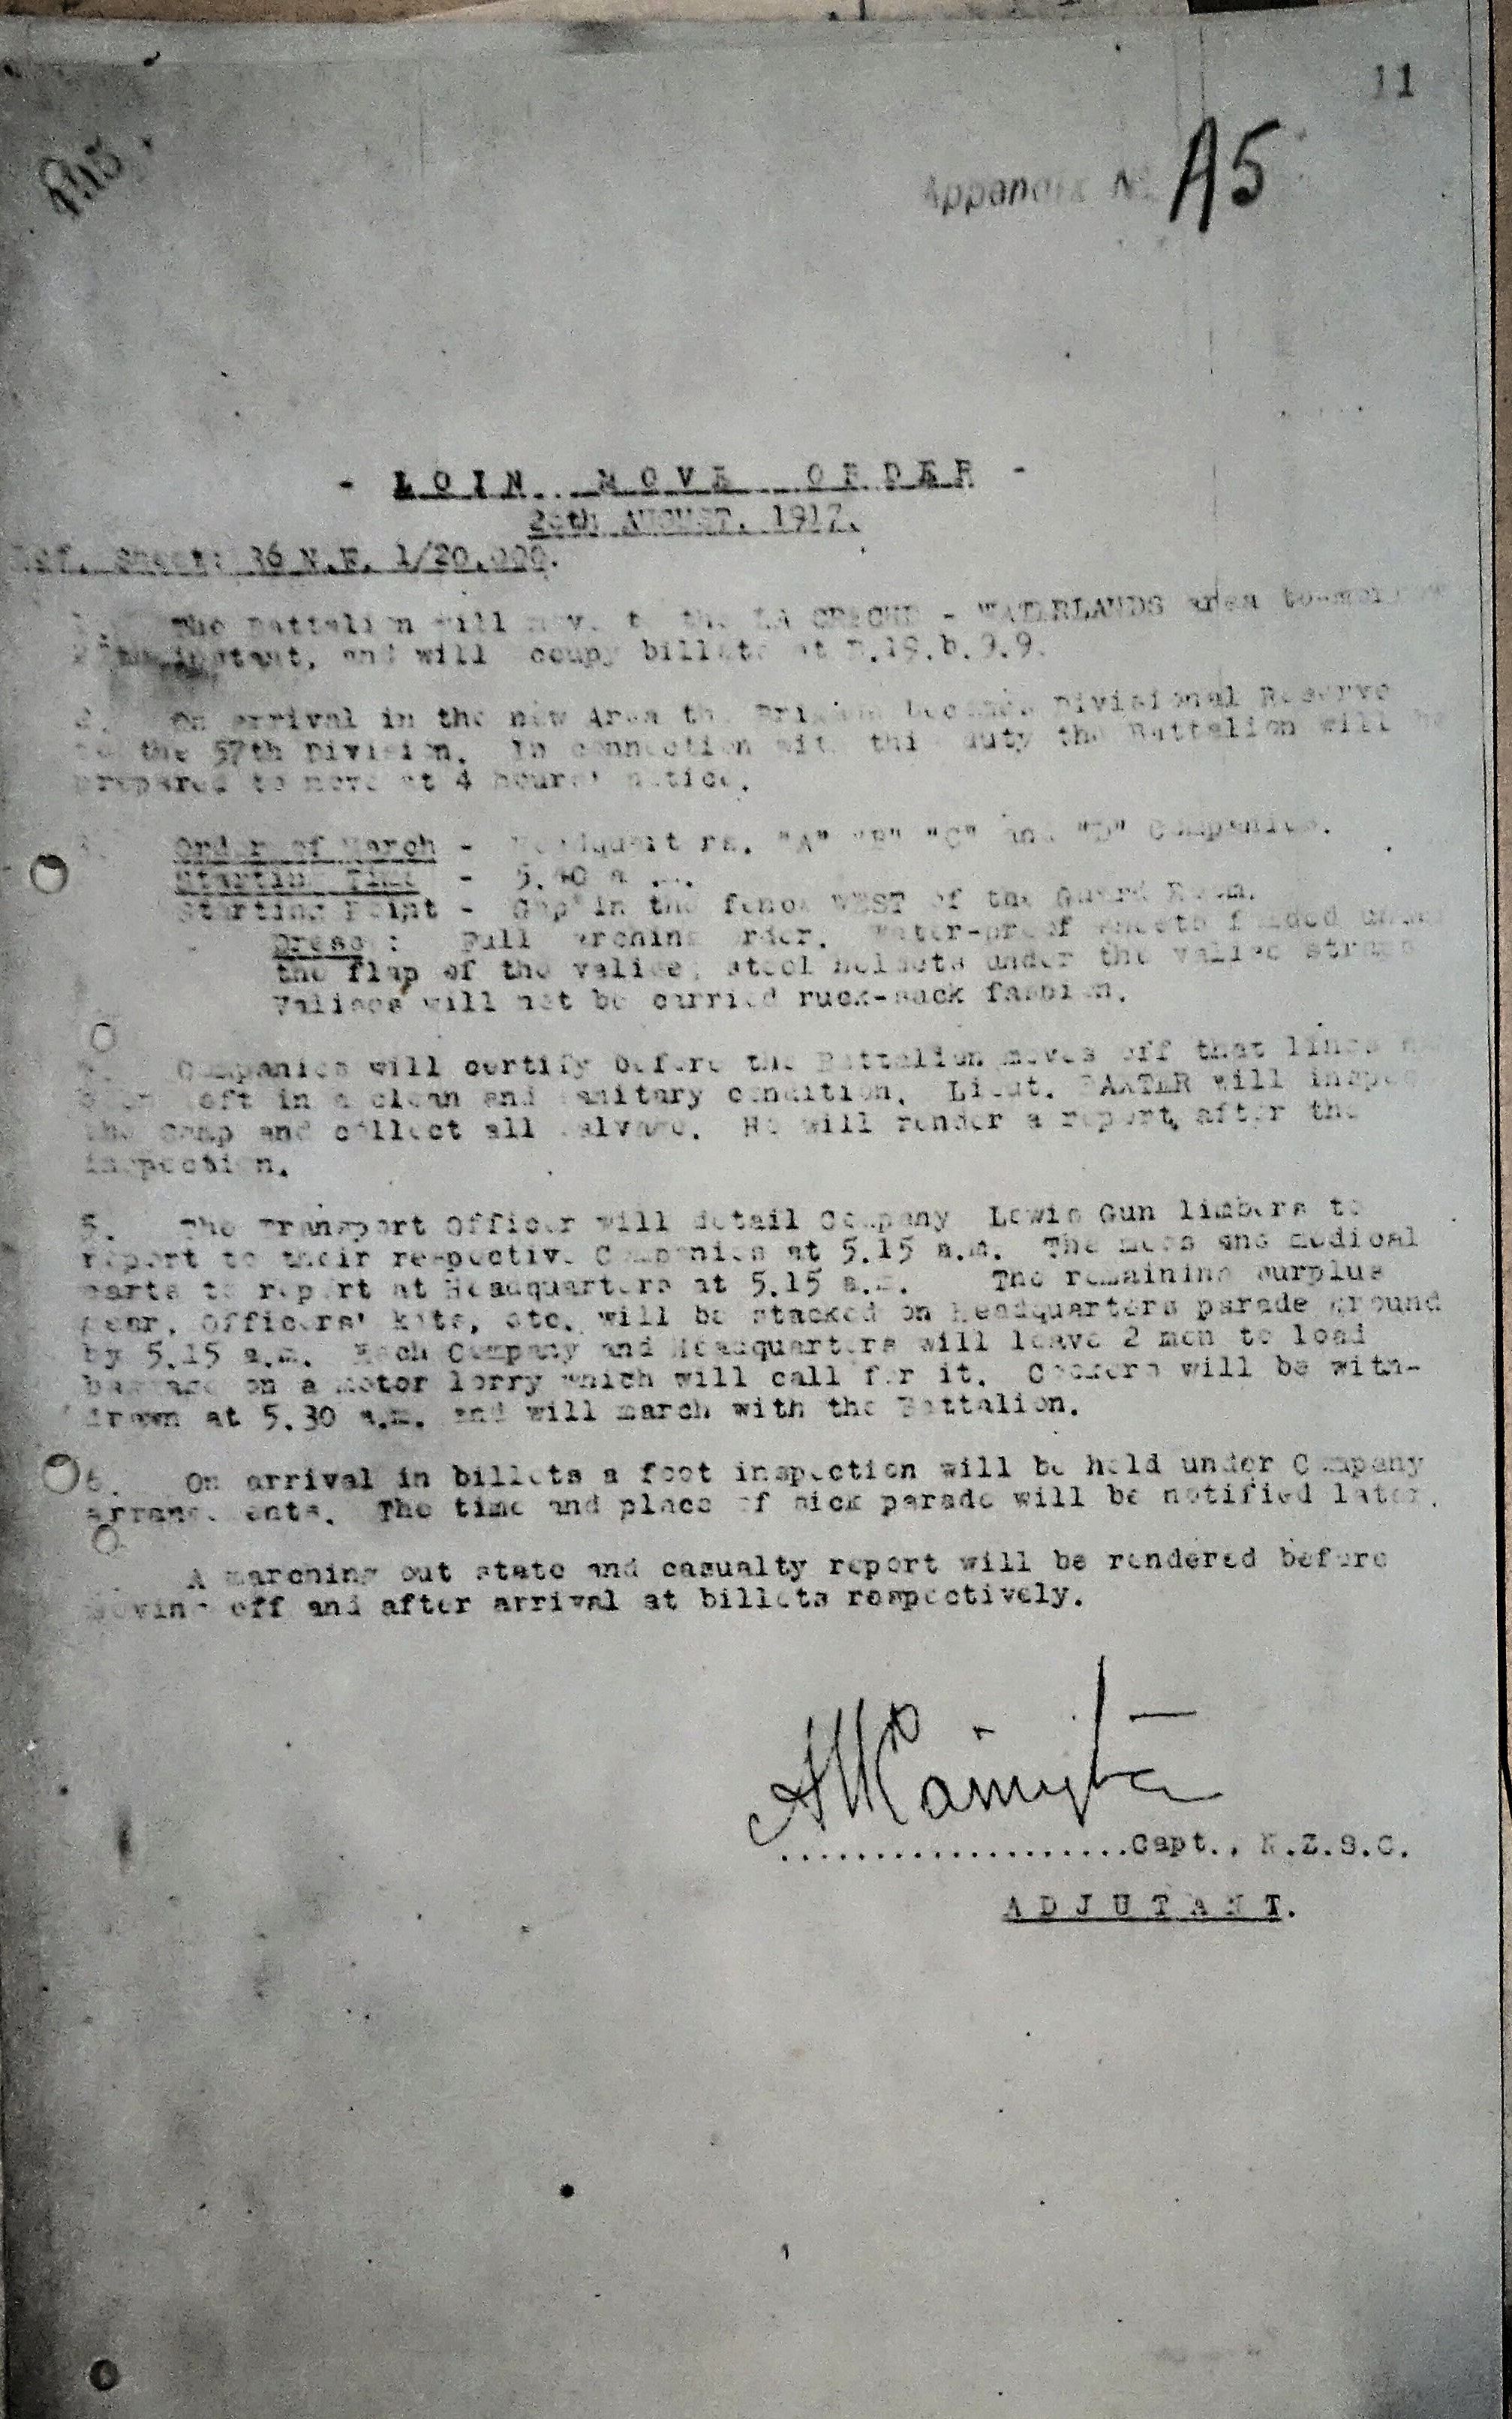 11
Appendix No. A5
- LOIN MOVE ORDER -
AUGUST. 1917.
Ref. Sheet: 36 N.W. 1/20,000.
The Battalion will move to the LA CRECHE - WATERLANDS area to-morrow
instant, and will occupy billets at B.19.b.9.9.
2. On arrival in the new Area the Brigade becomes Divisional Reserve
to the 57th Division. In connection with this duty the Battalion will be
prepared to move at 4 hours' notice.
Order of March - Headquarters. "A" "B" "C" and "D" Companies.
Starting Time - 5.40 a.m.
Starting Point - Gap in the fence WEST of the Guard Room.
Dress : Full marching order. Water-proof sheets folded under
the flap of the valise; steel helmets under the valise straps
Valises will not be carried ruck-sack fashion.
Companies will certify before the Battalion moves off that lines
been left in a clean and sanitary condition. Lieut. BAXTER will inspect
the Camp and collect all salvage. He will render a report, after the
inspection.
5. The Transport Officer will detail Company Lewis Gun limbers to
report to their respective Companies at 5.15 a.m. The mess and medical
carts to report at Headquarters at 5.15 a.m. The remaining surplus
gear, Officers' kits, etc. will be stacked on Headquarters parade ground
by 5.15 a.m. Each Company and Headquarters will leave 2 men to load
baggage on a motor lorry which will call for it. Cookers will be with-
drawn at 5.30 a.m. and will march with the Battalion.
6. On arrival in billets a foot inspection will be held under Company
arrangements. The time and place of sick parade will be notified later.
A marching out state and casualty report will be rendered before
moving off and after arrival at billets respectively.
....................Capt., N.Z.S.C.
ADJUTANT.